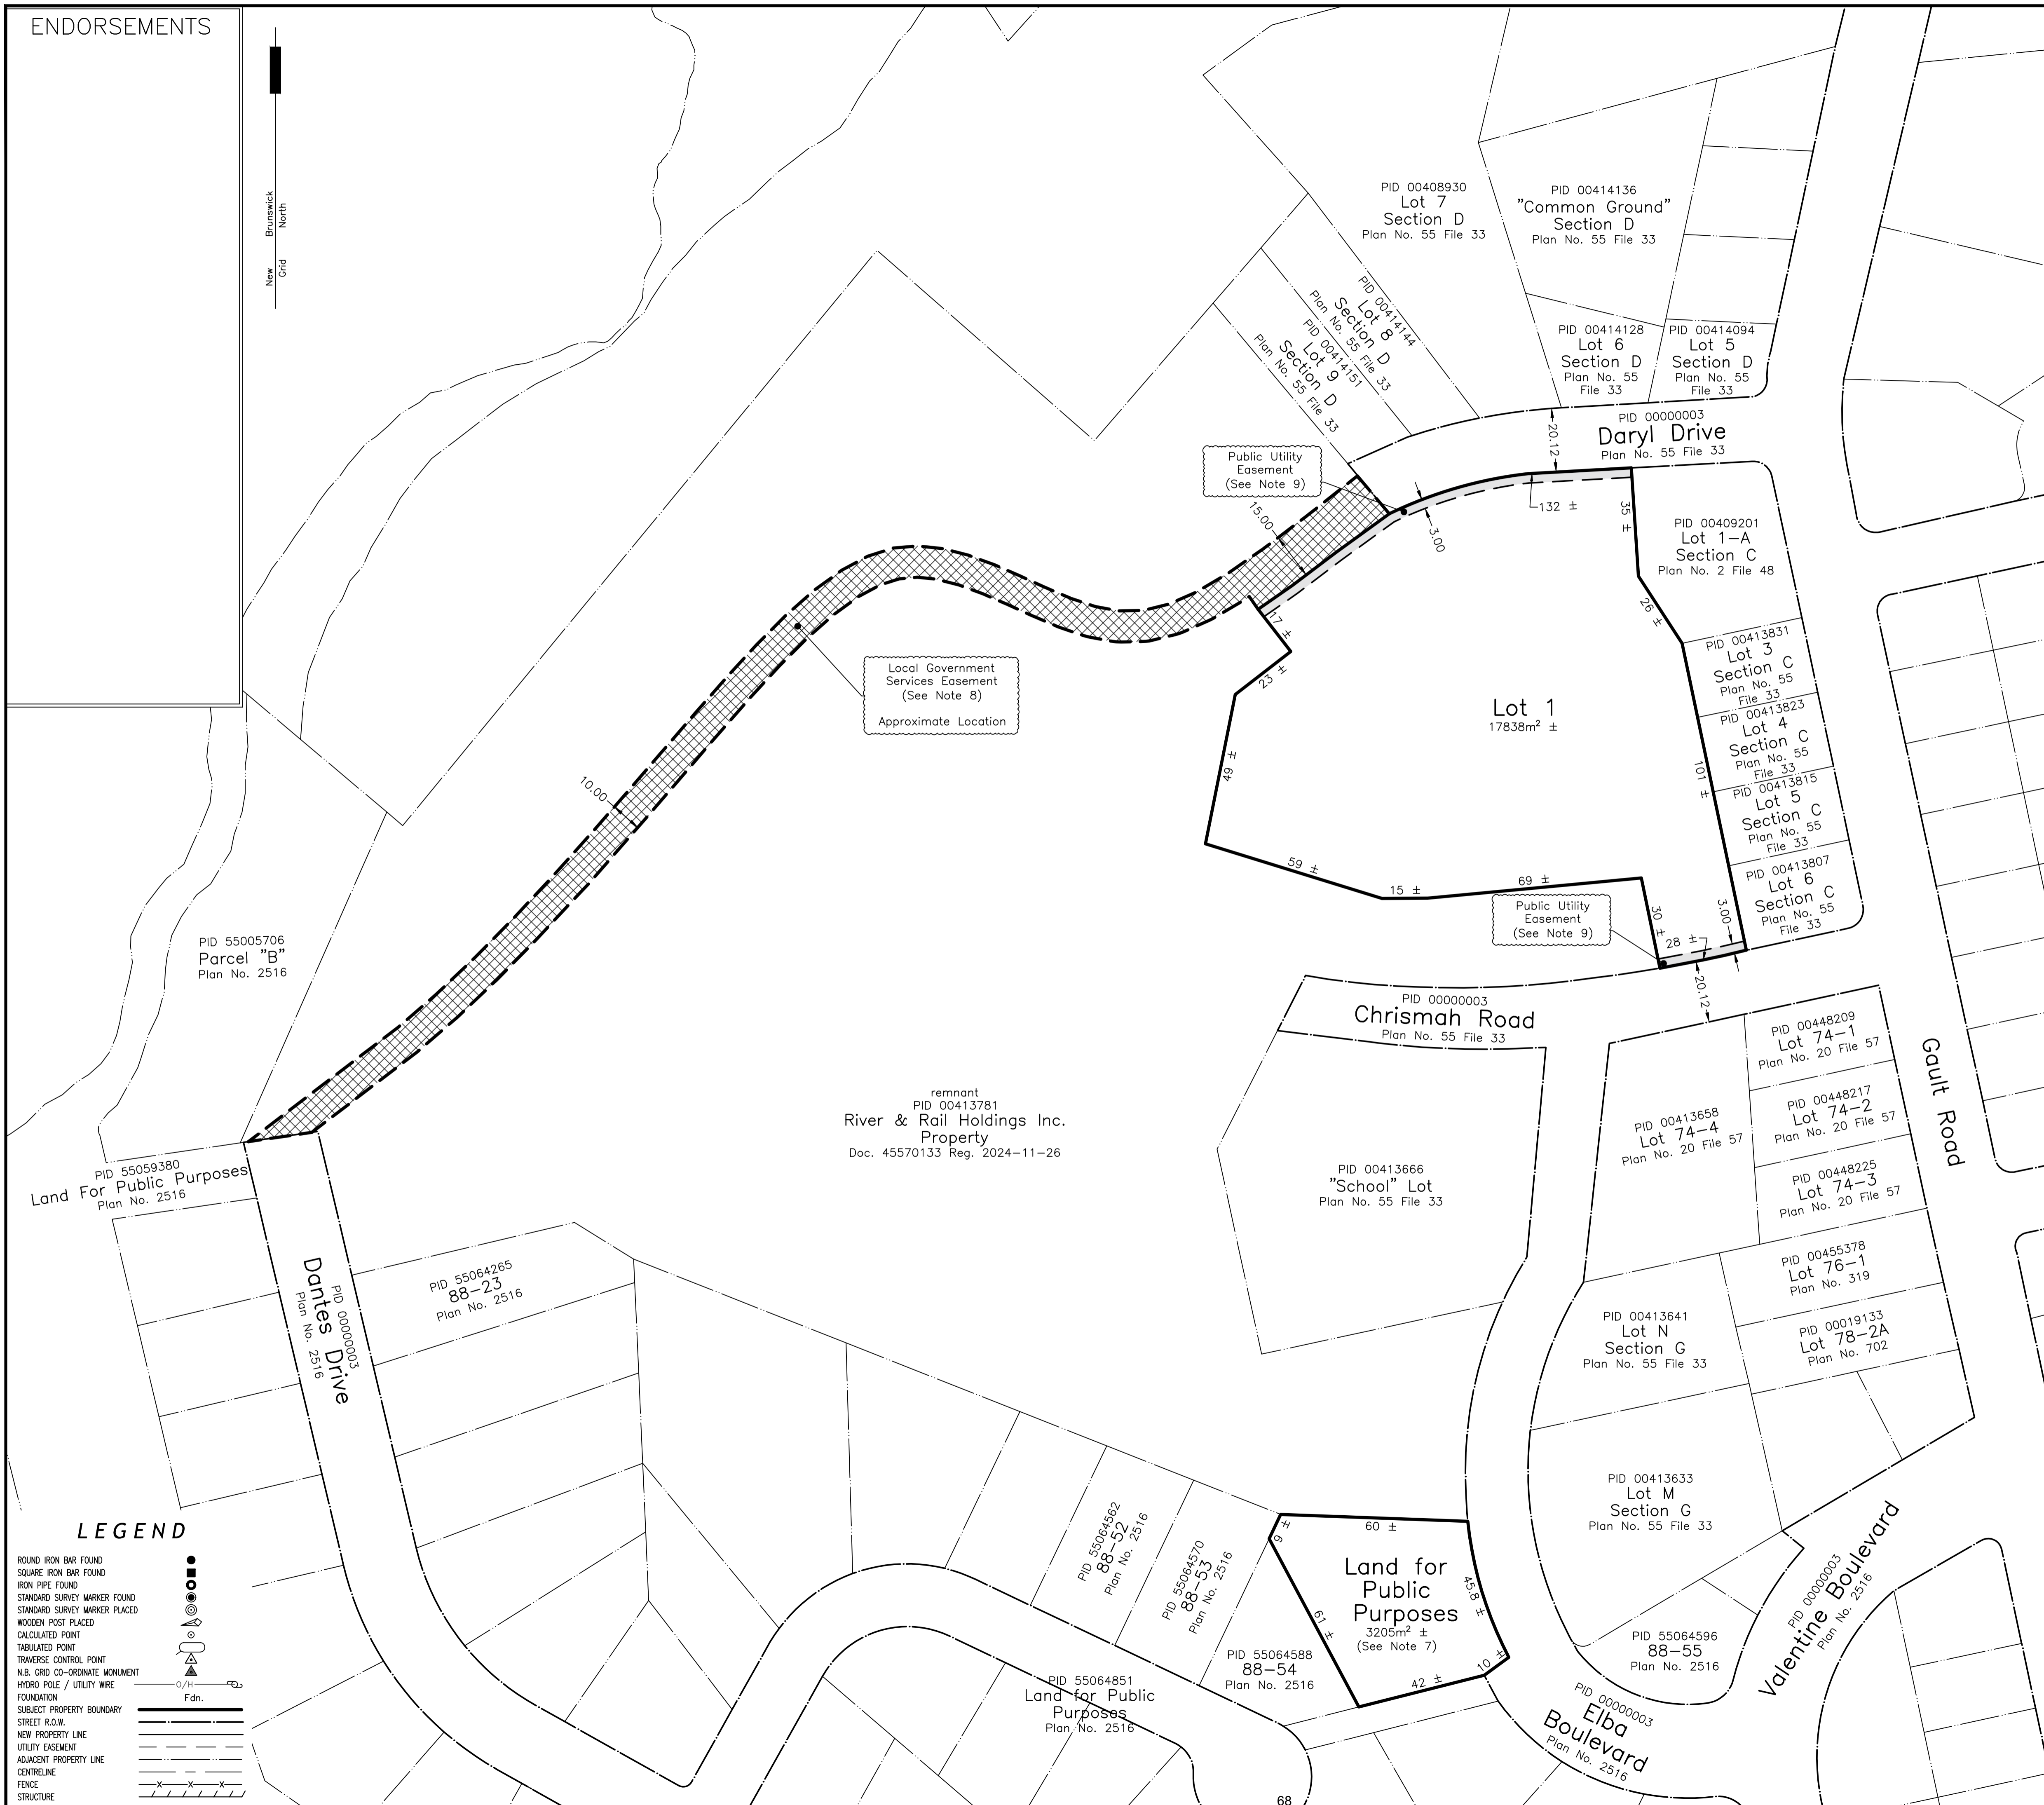 ENDORSEMENTS
New Brunswick
Grid North
PID 00408930
Lot 7
Section D
Plan No. 55 File 33
PID 00414136
"Common Ground"
Section D
Plan No. 55 File 33
PID 00414144
Lot 8
Section D
Plan No. 55 File 33
PID 00414151
Lot 9
Section D
Plan No. 55 File 33
PID 00414128
Lot 6
Section D
Plan No. 55
File 33
PID 00414094
Lot 5
Section D
Plan No. 55
File 33
PID 00000003
Daryl Drive
Plan No. 55 File 33
20.12
Public Utility
Easement
(See Note 9)
15.00
132 ±
3.00
35 ±
PID 00409201
Lot 1-A
Section C
Plan No. 2 File 48
26 ±
17 ±
23 ±
49 ±
59 ±
15 ±
69 ±
30 ±
28 ±
3.00
101 ±
20.12
Lot 1
17838m² ±
PID 00413831
Lot 3
Section C
Plan No. 55
File 33
PID 00413823
Lot 4
Section C
Plan No. 55
File 33
PID 00413815
Lot 5
Section C
Plan No. 55
File 33
PID 00413807
Lot 6
Section C
Plan No. 55
File 33
Local Government
Services Easement
(See Note 8)
Approximate Location
10.00
Public Utility
Easement
(See Note 9)
PID 55005706
Parcel "B"
Plan No. 2516
PID 00000003
Chrismah Road
Plan No. 55 File 33
remnant
PID 00413781
River & Rail Holdings Inc.
Property
Doc. 45570133 Reg. 2024-11-26
PID 00413666
"School" Lot
Plan No. 55 File 33
PID 00448209
Lot 74-1
Plan No. 20 File 57
PID 00448217
Lot 74-2
Plan No. 20 File 57
PID 00413658
Lot 74-4
Plan No. 20 File 57
PID 00448225
Lot 74-3
Plan No. 20 File 57
Gault Road
PID 00455378
Lot 76-1
Plan No. 319
PID 00019133
Lot 78-2A
Plan No. 702
PID 00413641
Lot N
Section G
Plan No. 55 File 33
PID 00413633
Lot M
Section G
Plan No. 55 File 33
PID 55059380
Land For Public Purposes
Plan No. 2516
PID 00000003
Dantes Drive
Plan No. 2516
PID 55064265
88-23
Plan No. 2516
PID 55064562
88-52
Plan No. 2516
PID 55064570
88-53
Plan No. 2516
PID 55064588
88-54
Plan No. 2516
PID 55064851
Land for Public
Purposes
Plan No. 2516
60 ±
9 ±
61 ±
45.8 ±
10 ±
42 ±
Land for
Public
Purposes
3205m² ±
(See Note 7)
PID 55064596
88-55
Plan No. 2516
PID 00000003
Valentine Boulevard
Plan No. 2516
PID 00000003
Elba
Boulevard
Plan No. 2516
68
LEGEND
ROUND IRON BAR FOUND
SQUARE IRON BAR FOUND
IRON PIPE FOUND
STANDARD SURVEY MARKER FOUND
STANDARD SURVEY MARKER PLACED
WOODEN POST PLACED
CALCULATED POINT
TABULATED POINT
TRAVERSE CONTROL POINT
N.B. GRID CO-ORDINATE MONUMENT
HYDRO POLE / UTILITY WIRE O/H
FOUNDATION Fdn.
SUBJECT PROPERTY BOUNDARY
STREET R.O.W.
NEW PROPERTY LINE
UTILITY EASEMENT
ADJACENT PROPERTY LINE
CENTRELINE
FENCE X X X
STRUCTURE